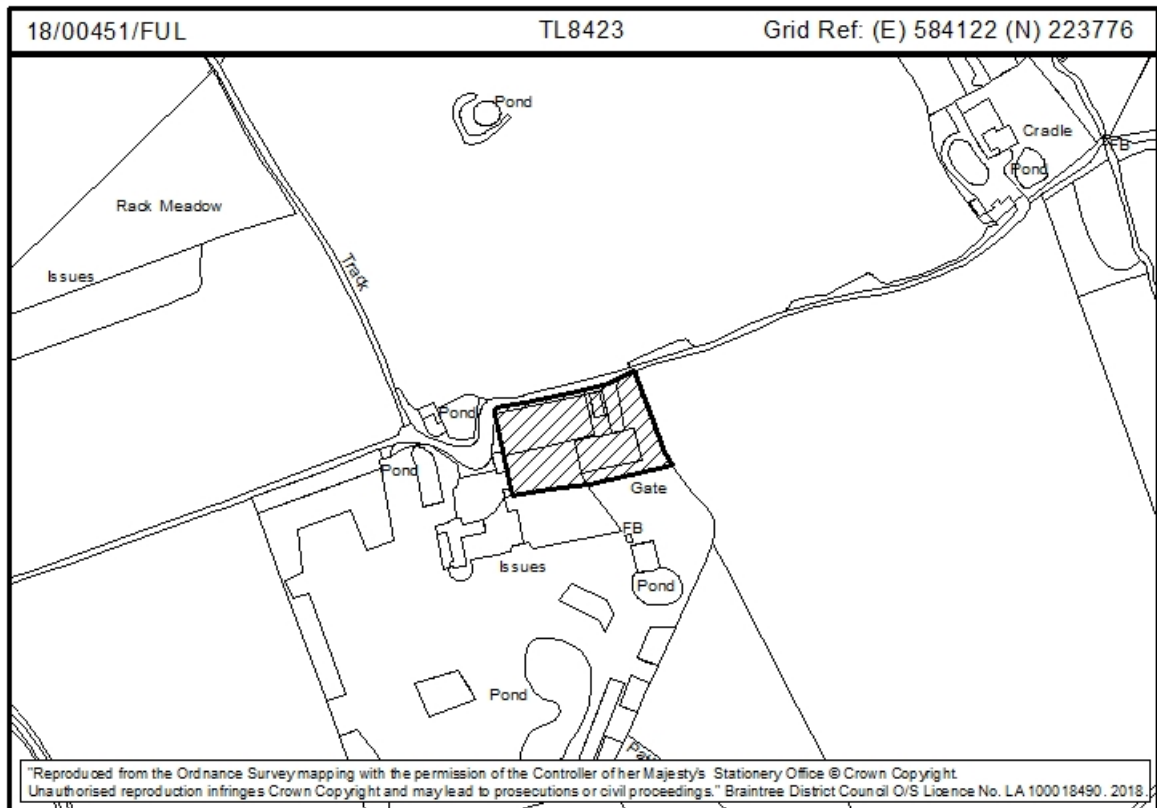 18/00451/FUL TL8423 Grid Ref: (E) 584122 (N) 223776
Pond
Cradle
FB
Pond
Rack Meadow
Issues
Track
Pond
Pond
Gate
FB
Issues
Pond
Pond
"Reproduced from the Ordnance Survey mapping with the permission of the Controller of her Majesty's Stationery Office © Crown Copyright.
Unauthorised reproduction infringes Crown Copyright and may lead to prosecutions or civil proceedings." Braintree District Council O/S Licence No. LA 100018490. 2018.